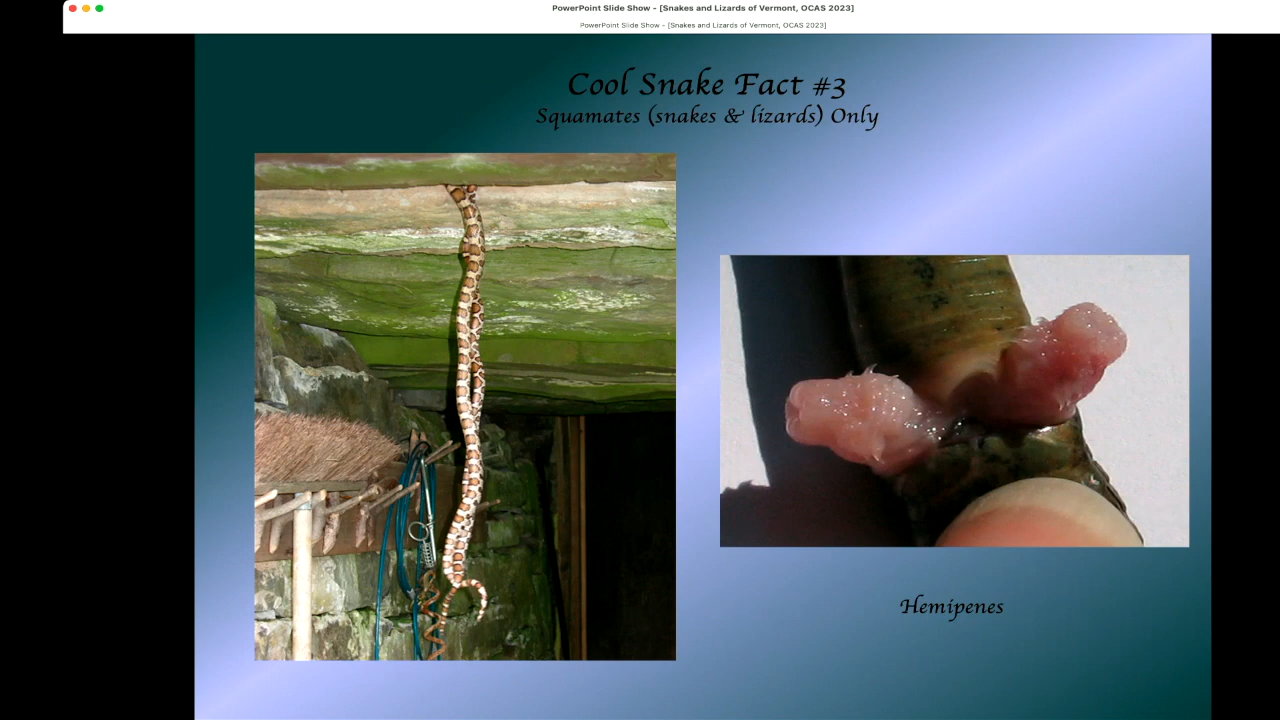 PowerPoint Slide Show - [Snakes and Lizards of Vermont, OCAS 2023]
PowerPoint Slide Show - [Snakes and Lizards of Vermont, OCAS 2023]
Cool Snake Fact #3
Squamates (snakes & lizards) Only
Hemipenes